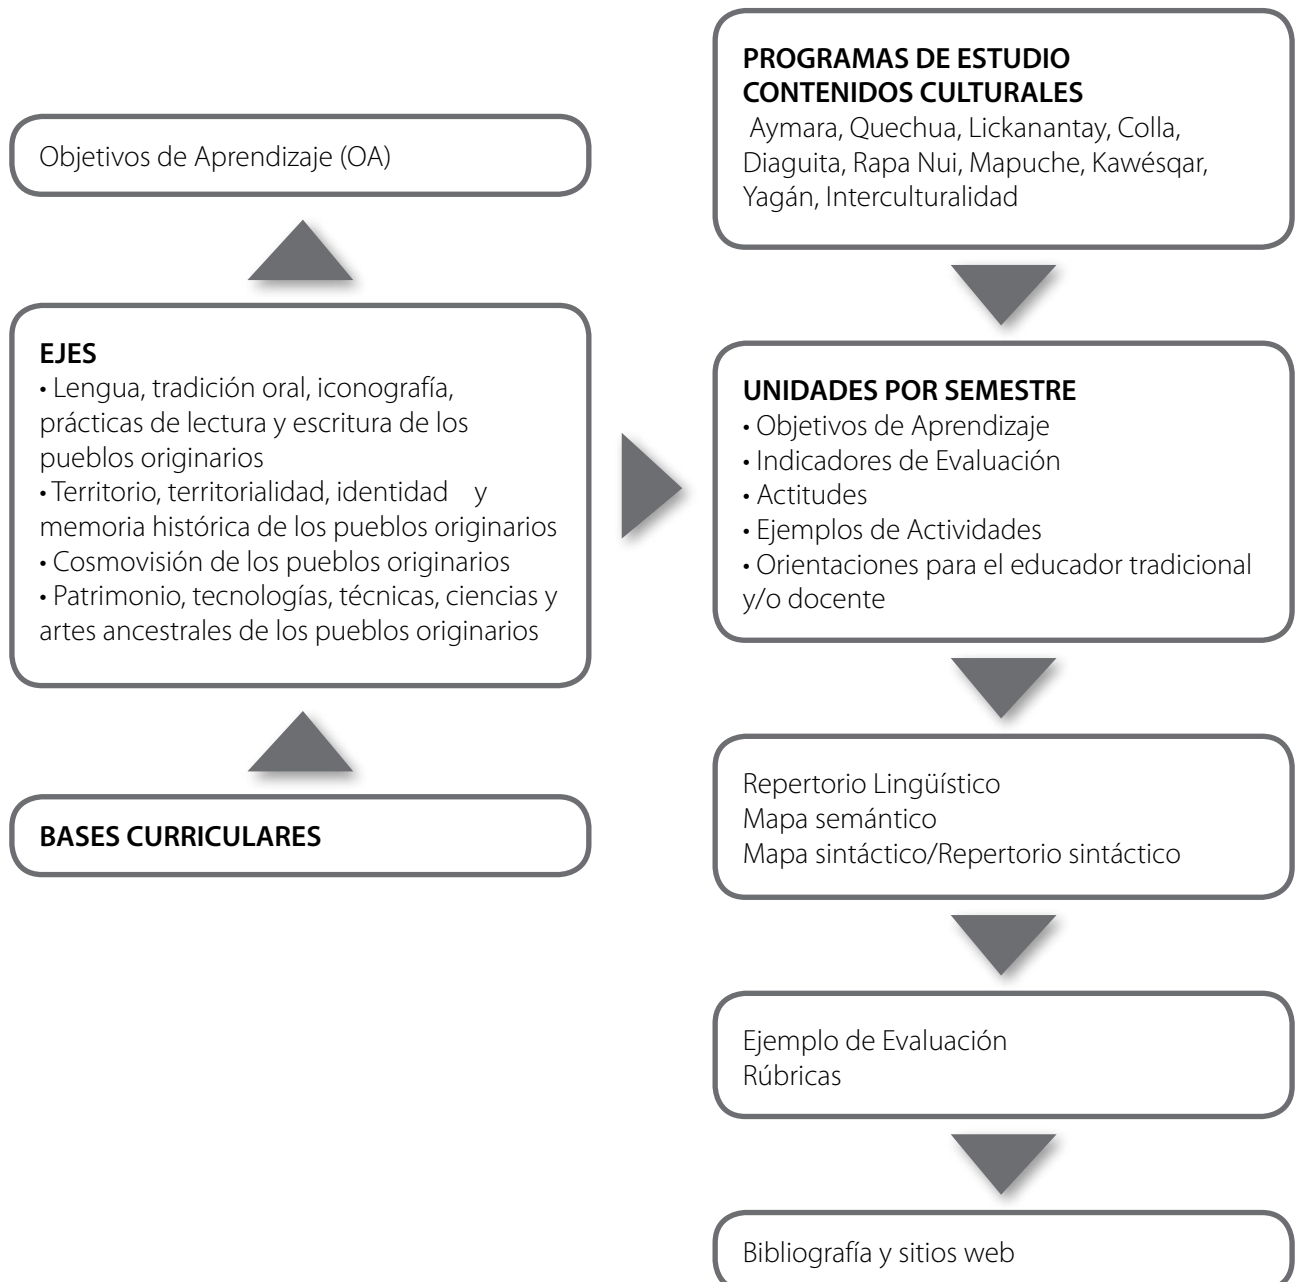 Objetivos de Aprendizaje (OA)
EJES
• Lengua, tradición oral, iconografía,
prácticas de lectura y escritura de los
pueblos originarios
• Territorio, territorialidad, identidad y
memoria histórica de los pueblos originarios
• Cosmovisión de los pueblos originarios
• Patrimonio, tecnologías, técnicas, ciencias y
artes ancestrales de los pueblos originarios
BASES CURRICULARES
PROGRAMAS DE ESTUDIO
CONTENIDOS CULTURALES
Aymara, Quechua, Lickanantay, Colla,
Diaguita, Rapa Nui, Mapuche, Kawésqar,
Yagán, Interculturalidad
UNIDADES POR SEMESTRE
• Objetivos de Aprendizaje
• Indicadores de Evaluación
• Actitudes
• Ejemplos de Actividades
• Orientaciones para el educador tradicional
y/o docente
Repertorio Lingüístico
Mapa semántico
Mapa sintáctico/Repertorio sintáctico
Ejemplo de Evaluación
Rúbricas
Bibliografía y sitios web